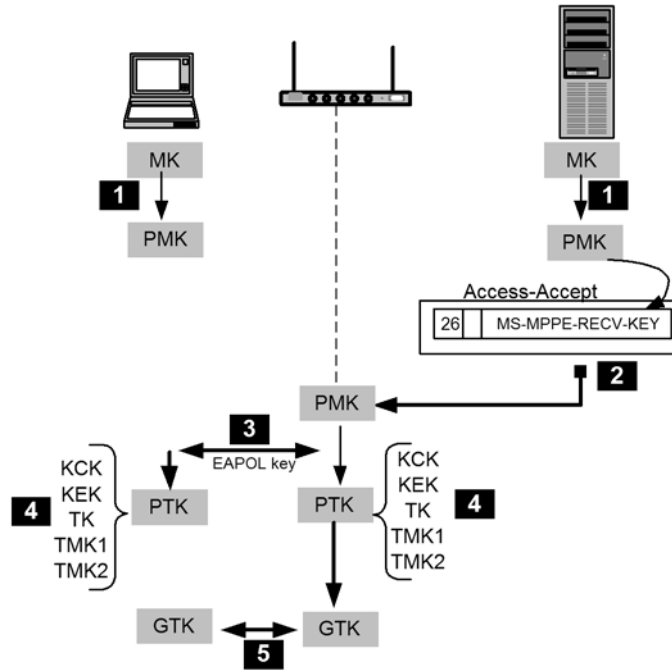 MK
MK
1
1
PMK
PMK
Access-Accept
26 MS-MPPE-RECV-KEY
2
PMK
3
EAPOL key
KCK
KEK
TK
TMK1
TMK2
4
PTK
PTK
KCK
KEK
TK
TMK1
TMK2
4
GTK
GTK
5